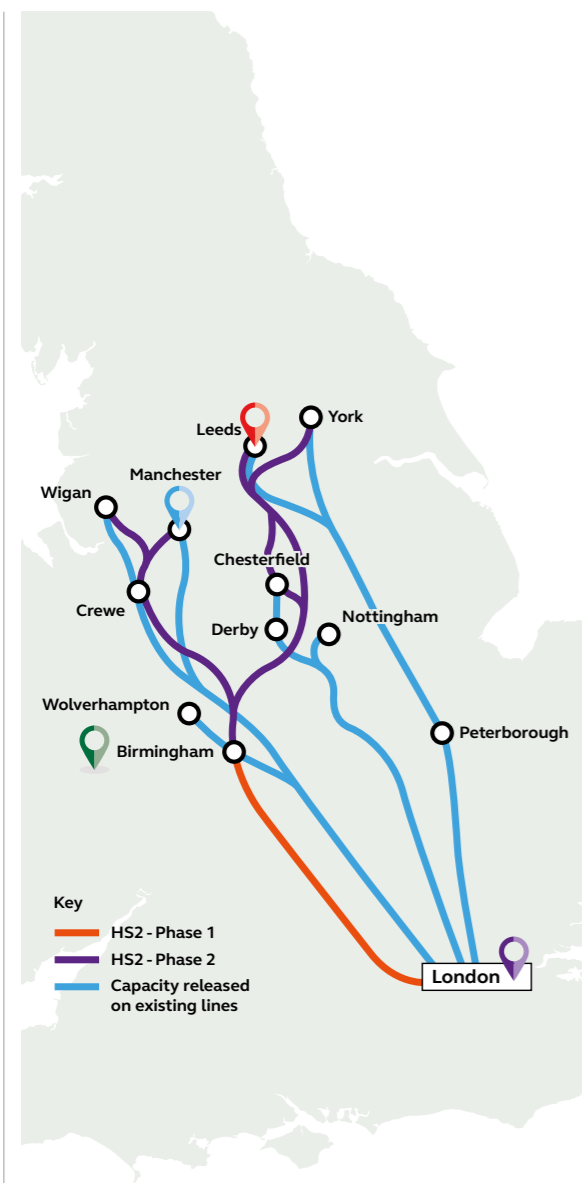 York
Leeds
Manchester
Wigan
Chesterfield
Crewe
Nottingham
Derby
Wolverhampton
Peterborough
Birmingham
Key
HS2 - Phase 1
HS2 - Phase 2
Capacity released
on existing lines
London